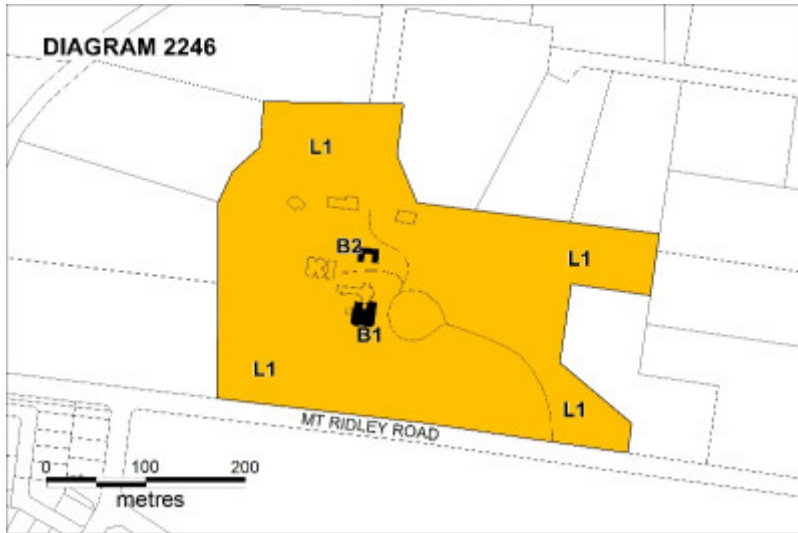 DIAGRAM 2246
L1
B2
L1
B1
L1
L1
MT RIDLEY ROAD
0 100 200
metres